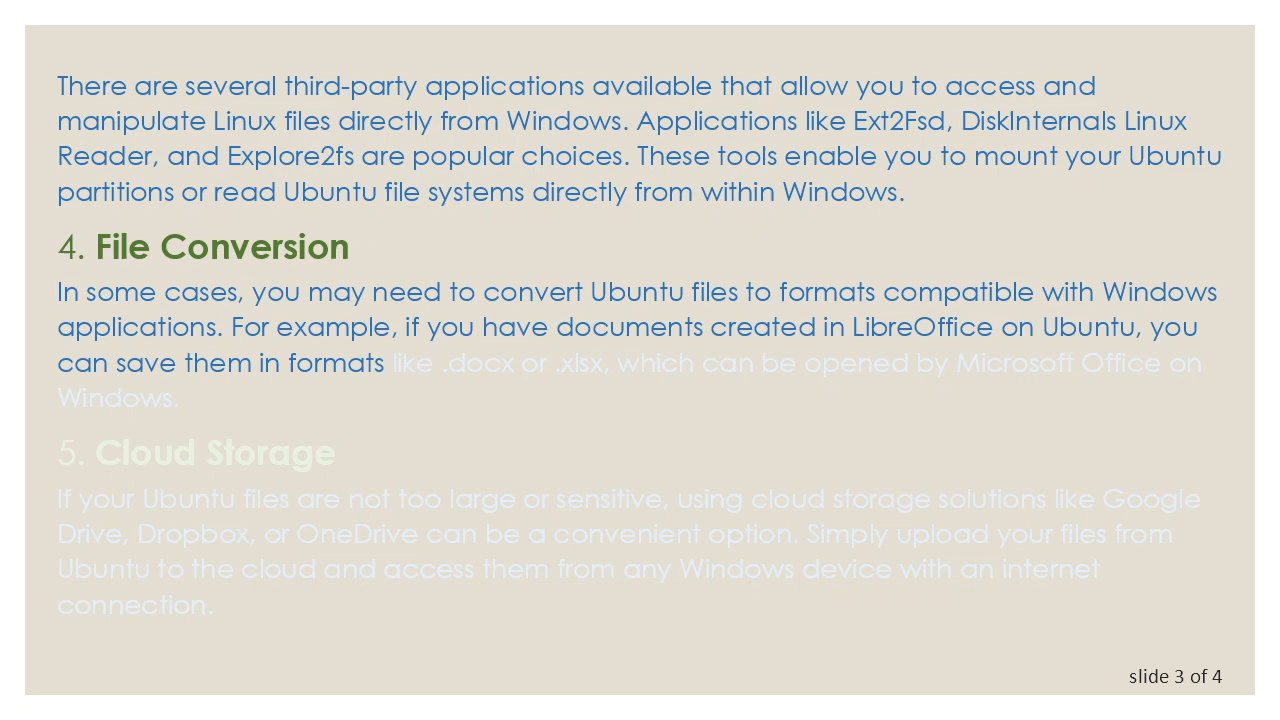 There are several third-party applications available that allow you to access and
manipulate Linux files directly from Windows. Applications like Ext2Fsd, DiskInternals Linux
Reader, and Explore2fs are popular choices. These tools enable you to mount your Ubuntu
partitions or read Ubuntu file systems directly from within Windows.
4. File Conversion
In some cases, you may need to convert Ubuntu files to formats compatible with Windows
applications. For example, if you have documents created in LibreOffice on Ubuntu, you
can save them in formats like .docx or .xlsx, which can be opened by Microsoft Office on
Windows.
5. Cloud Storage
If your Ubuntu files are not too large or sensitive, using cloud storage solutions like Google
Drive, Dropbox, or OneDrive can be a convenient option. Simply upload your files from
Ubuntu to the cloud and access them from any Windows device with an internet
connection.
slide 3 of 4